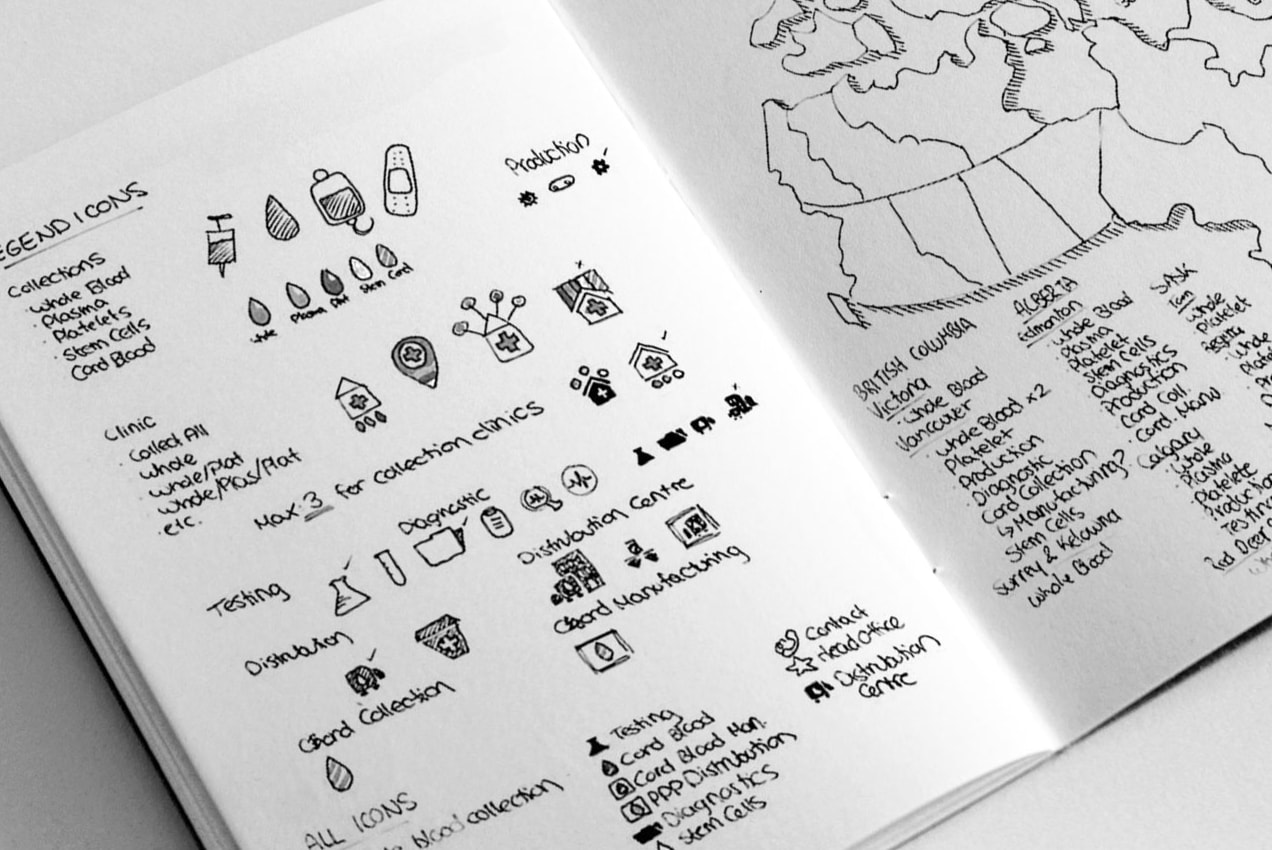 EGEND ICONS
Collections
· Whole Blood
· Plasma
· Platelets
· Stem Cells
Cord Blood
Whole
Plasma
Plat
Stem
Cord
Production
Clinic
· Collect All
· Whole
· Whole/Plat
· Whole/Plas/Plat
· etc.
Max: 3 for collection clinics
Testing
Diagnostic
Distribution
Distribution Centre
Cord Manufacturing
Cord Collection
ALL ICONS
blood collection
Testing
Cord Blood
Cord Blood Man.
PPP Distribution
Diagnostics
Stem Cells
Contact
Head Office
Distribution
Centre
BRITISH COLUMBIA
Victoria
· Whole Blood
Vancouver
· Whole Blood x2
Platelet
Production
Diagnostic
Cord Collection
↳ Manufacturing?
Stem Cells
Surrey & Kelowna
Whole Blood
ALBERTA
Edmonton
· Whole Blood
Plasma
Platelet
Stem Cells
Diagnostics
· Production
Cord Coll.
· Cord. Manu
Calgary
· Whole
Plasma
Platelete
Production
Testing
Red Deer
SASK
Whole
Platelet
Regina
Whole